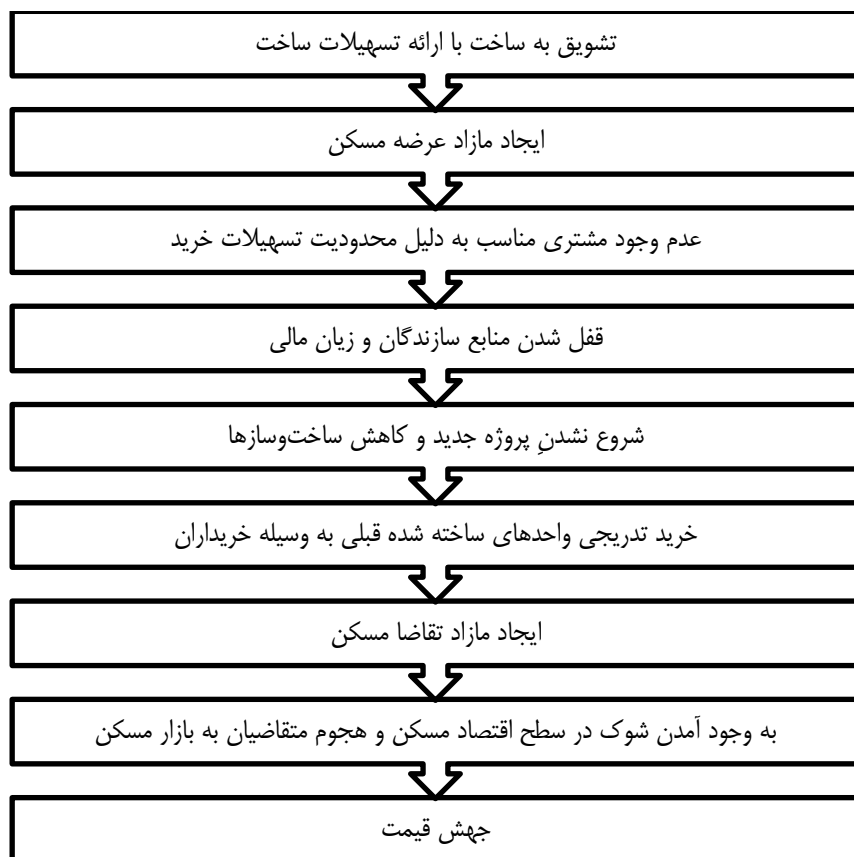 تشویق به ساخت با ارائه تسهیلات ساخت
ایجاد مازاد عرضه مسکن
عدم وجود مشتری مناسب به دلیل محدودیت تسهیلات خرید
قفل شدن منابع سازندگان و زیان مالی
شروع نشدنِ پروژه جدید و کاهش ساخت‌وسازها
خرید تدریجی واحدهای ساخته شده قبلی به وسیله خریداران
ایجاد مازاد تقاضا مسکن
به وجود آمدن شوک در سطح اقتصاد مسکن و هجوم متقاضیان به بازار مسکن
جهش قیمت